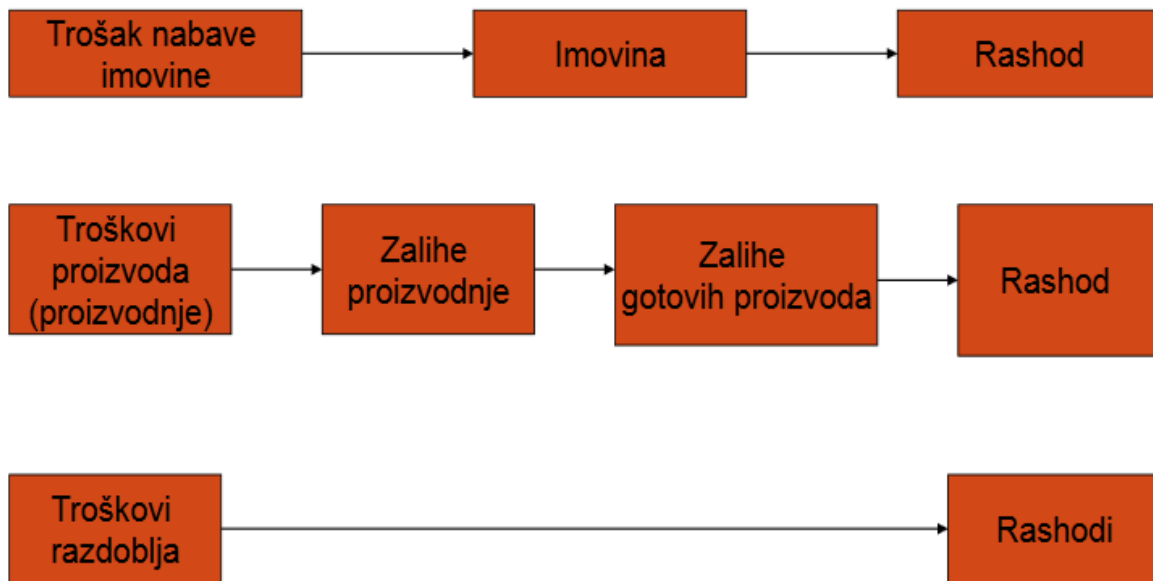 Trošak nabave
imovine
Imovina
Rashod
Troškovi
proizvoda
(proizvodnje)
Zalihe
proizvodnje
Zalihe
gotovih proizvoda
Rashod
Troškovi
razdoblja
Rashodi